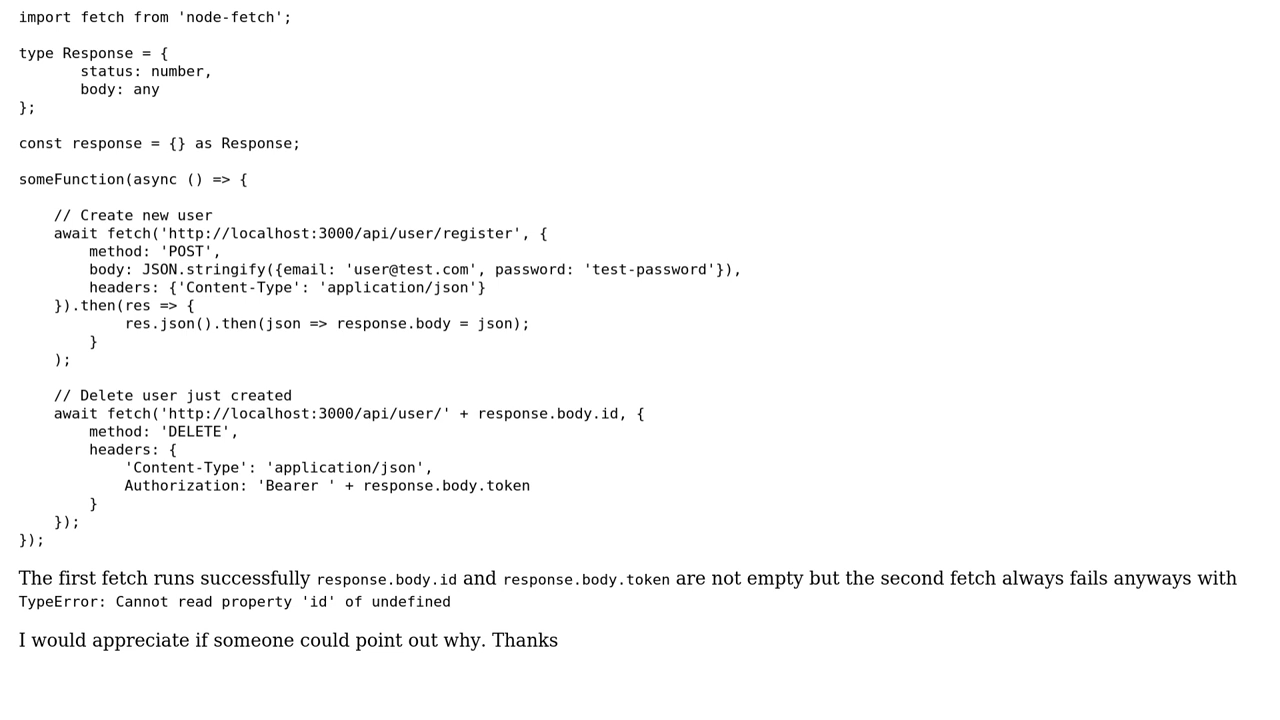 import fetch from 'node-fetch';
type Response = {
status: number,
body: any
};
const response = {} as Response;
someFunction(async () => {
// Create new user
await fetch('http://localhost:3000/api/user/register', {
method: 'POST',
body: JSON.stringify({email: 'user@test.com', password: 'test-password'}),
headers: {'Content-Type': 'application/json'}
}).then(res => {
res.json().then(json => response.body = json);
}
);
// Delete user just created
await fetch('http://localhost:3000/api/user/' + response.body.id, {
method: 'DELETE',
headers: {
'Content-Type': 'application/json',
Authorization: 'Bearer ' + response.body.token
}
});
});
The first fetch runs successfully response.body.id and response.body.token are not empty but the second fetch always fails anyways with
TypeError: Cannot read property 'id' of undefined
I would appreciate if someone could point out why. Thanks